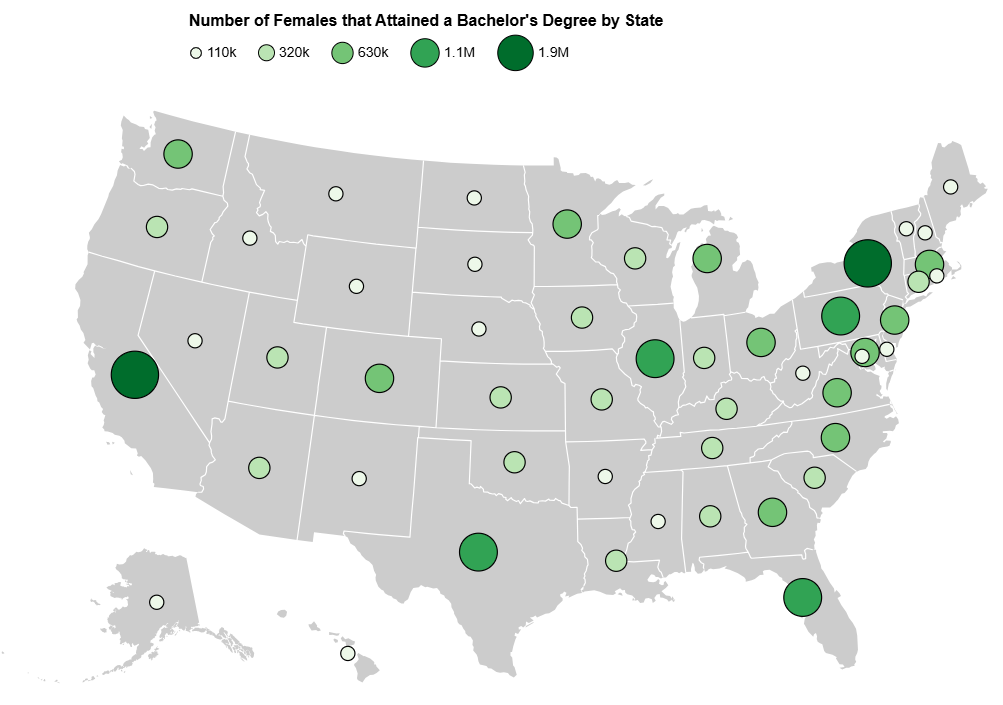 Number of Females that Attained a Bachelor's Degree by State
110k 320k 630k 1.1M 1.9M